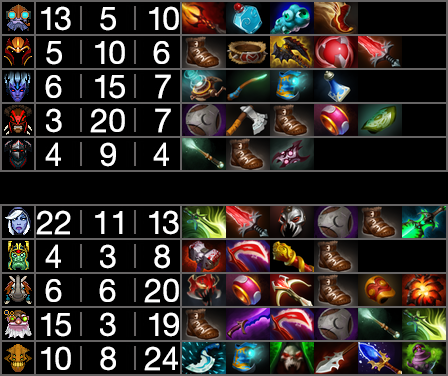 13 | 5 | 10
5 | 10 | 6
6 | 15 | 7
3 | 20 | 7
4 | 9 | 4
22 | 11 | 13
4 | 3 | 8
6 | 6 | 20
15 | 3 | 19
10 | 8 | 24